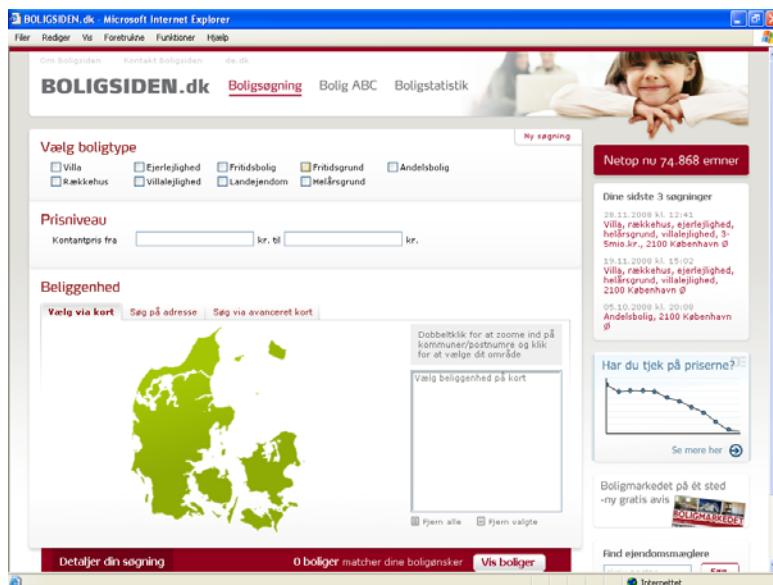 BOLIGSIDEN.dk - Microsoft Internet Explorer
Filer Rediger Vis Foretrukne Funktioner Hjælp
Om Boligsiden Kontakt Boligsiden de.dk
BOLIGSIDEN.dk Boligsøgning Bolig ABC Boligstatistik
Ny søgning
Vælg boligtype
Villa Ejerlejlighed Fritidsbolig Fritidsgrund Andelsbolig
Rækkehus Villalejlighed Landejendom Helårsgrund
Prisniveau
Kontantpris fra kr. til kr.
Beliggenhed
Vælg via kort Søg på adresse Søg via avanceret kort
Dobbeltklik for at zoome ind på
kommuner/postnumre og klik
for at vælge dit område
Vælg beliggenhed på kort
Fjern alle Fjern valgte
Detaljer din søgning 0 boliger matcher dine boligønsker Vis boliger
Netop nu 74.868 emner
Dine sidste 3 søgninger
28.11.2008 kl. 12:41
Villa, rækkehus, ejerlejlighed,
helårsgrund, villalejlighed, 3-
5mio.kr., 2100 København Ø
19.11.2008 kl. 15:02
Villa, rækkehus, ejerlejlighed,
helårsgrund, villalejlighed,
2100 København Ø
05.10.2008 kl. 20:00
Andelsbolig, 2100 København
Ø
Har du tjek på priserne?
Se mere her
Boligmarkedet på ét sted
-ny gratis avis
BOLIGMARKEDET
Find ejendomsmæglere
Søg
Internettet